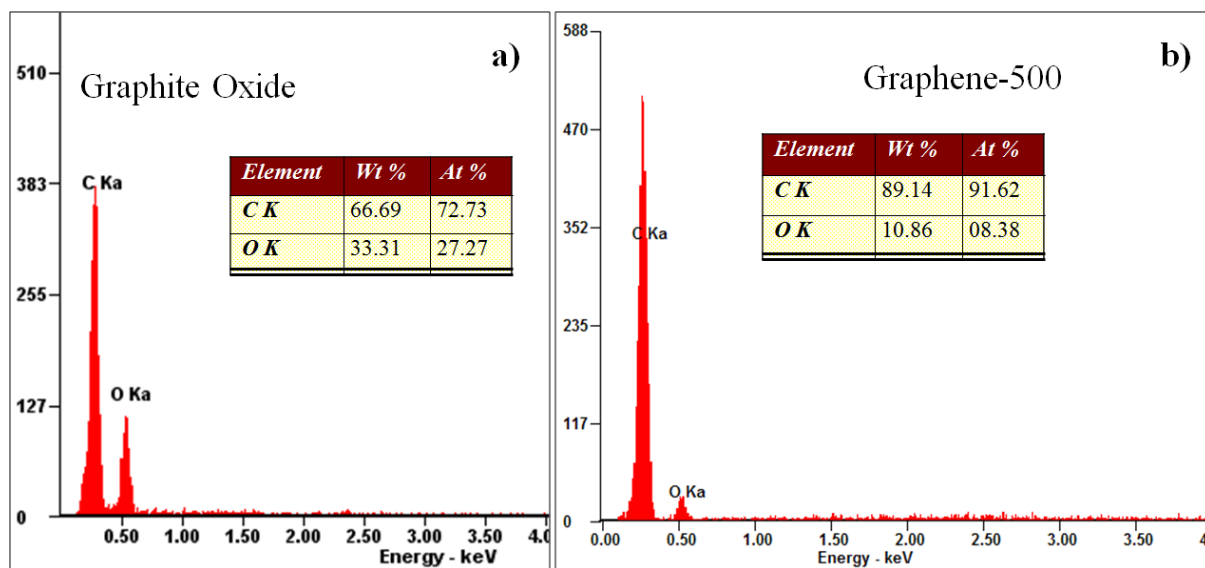 a)
Graphite Oxide
510
383
255
127
0
C Ka
O Ka
Element Wt % At %
C K 66.69 72.73
O K 33.31 27.27
0.50 1.00 1.50 2.00 2.50 3.00 3.50 4.0
Energy - keV
b)
Graphene-500
588
470
352
235
117
0
C Ka
O Ka
Element Wt % At %
C K 89.14 91.62
O K 10.86 08.38
0.00 0.50 1.00 1.50 2.00 2.50 3.00 3.50 4
Energy - keV